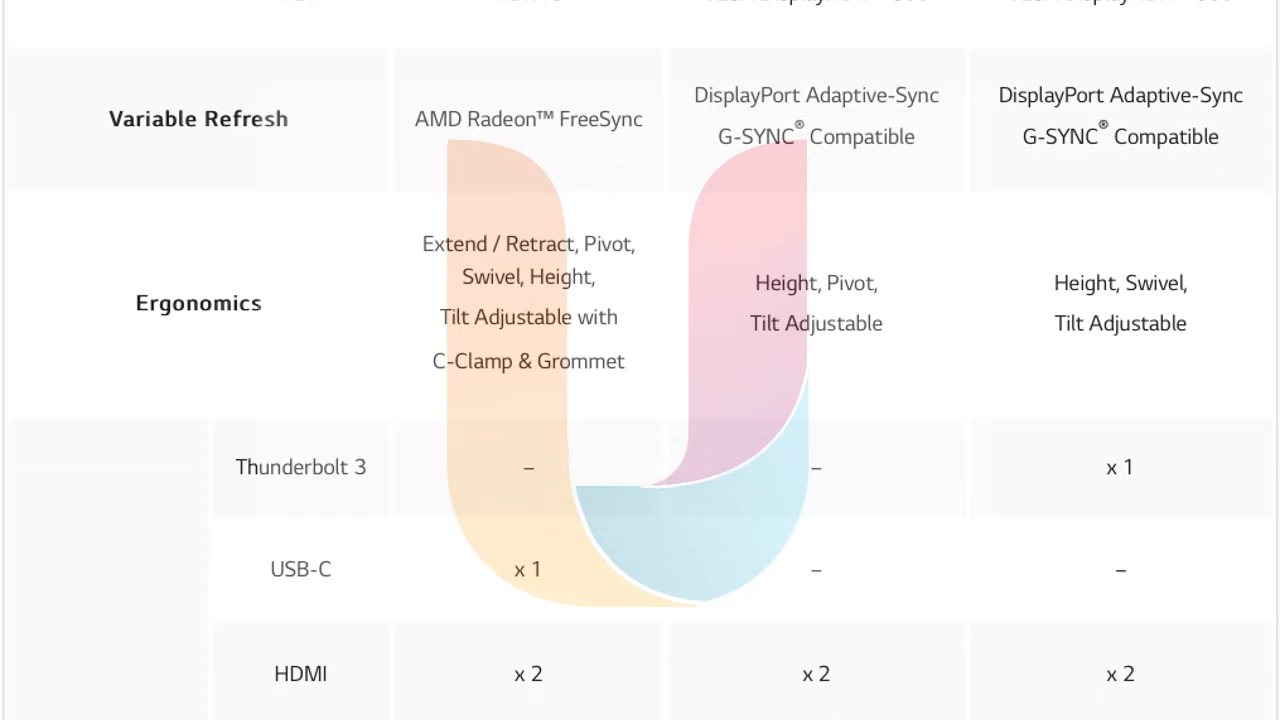 Variable Refresh
AMD Radeon™ FreeSync
DisplayPort Adaptive-Sync
G-SYNC® Compatible
DisplayPort Adaptive-Sync
G-SYNC® Compatible
Ergonomics
Extend / Retract, Pivot,
Swivel, Height,
Tilt Adjustable with
C-Clamp & Grommet
Height, Pivot,
Tilt Adjustable
Height, Swivel,
Tilt Adjustable
Thunderbolt 3
–
–
x 1
USB-C
x 1
–
–
HDMI
x 2
x 2
x 2